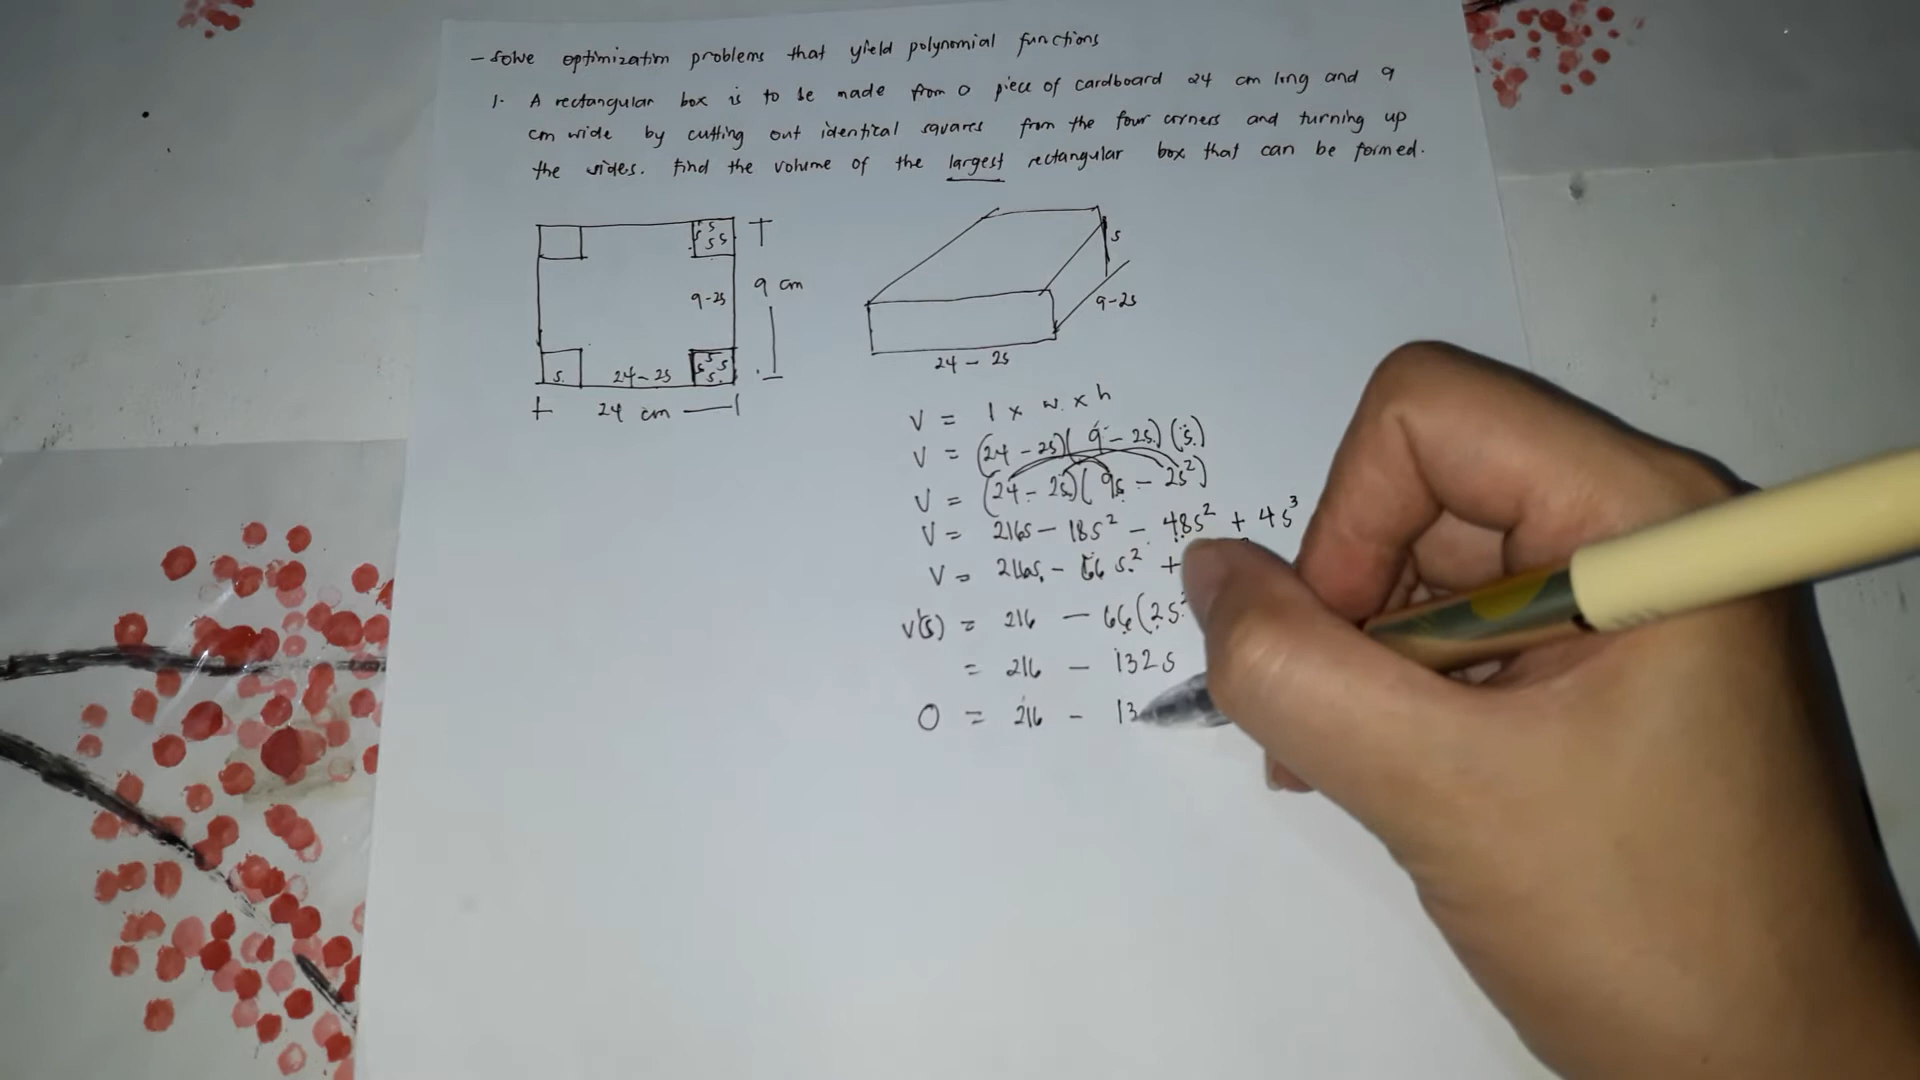 - Solve optimization problems that yield polynomial functions
1. A rectangular box is to be made from a piece of cardboard 24 cm long and 9
cm wide by cutting out identical squares from the four corners and turning up
the sides. Find the volume of the largest rectangular box that can be formed.
s s
s s
9 cm
9-2s
s
24-2s
s s s
s
24 cm
s
9-2s
24 - 2s
V = l x w x h
V = (24 - 2s)(9 - 2s)(s)
V = (24 - 2s)(9s - 2s²)
V = 216s - 18s² - 48s² + 4s³
V = 216s - 66s² +
V'(s) = 216 - 66(2s
= 216 - 132s
0 = 216 - 13